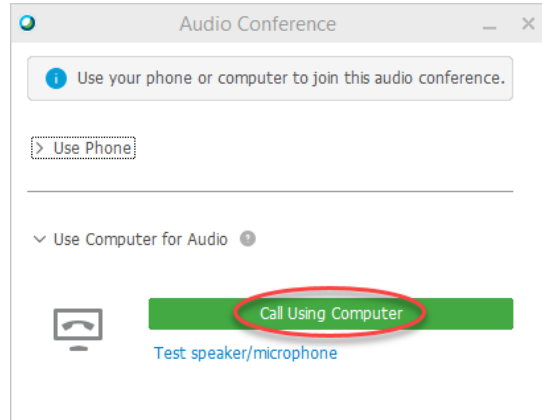 Audio Conference
Use your phone or computer to join this audio conference.
> Use Phone
Use Computer for Audio ?
Call Using Computer
Test speaker/microphone